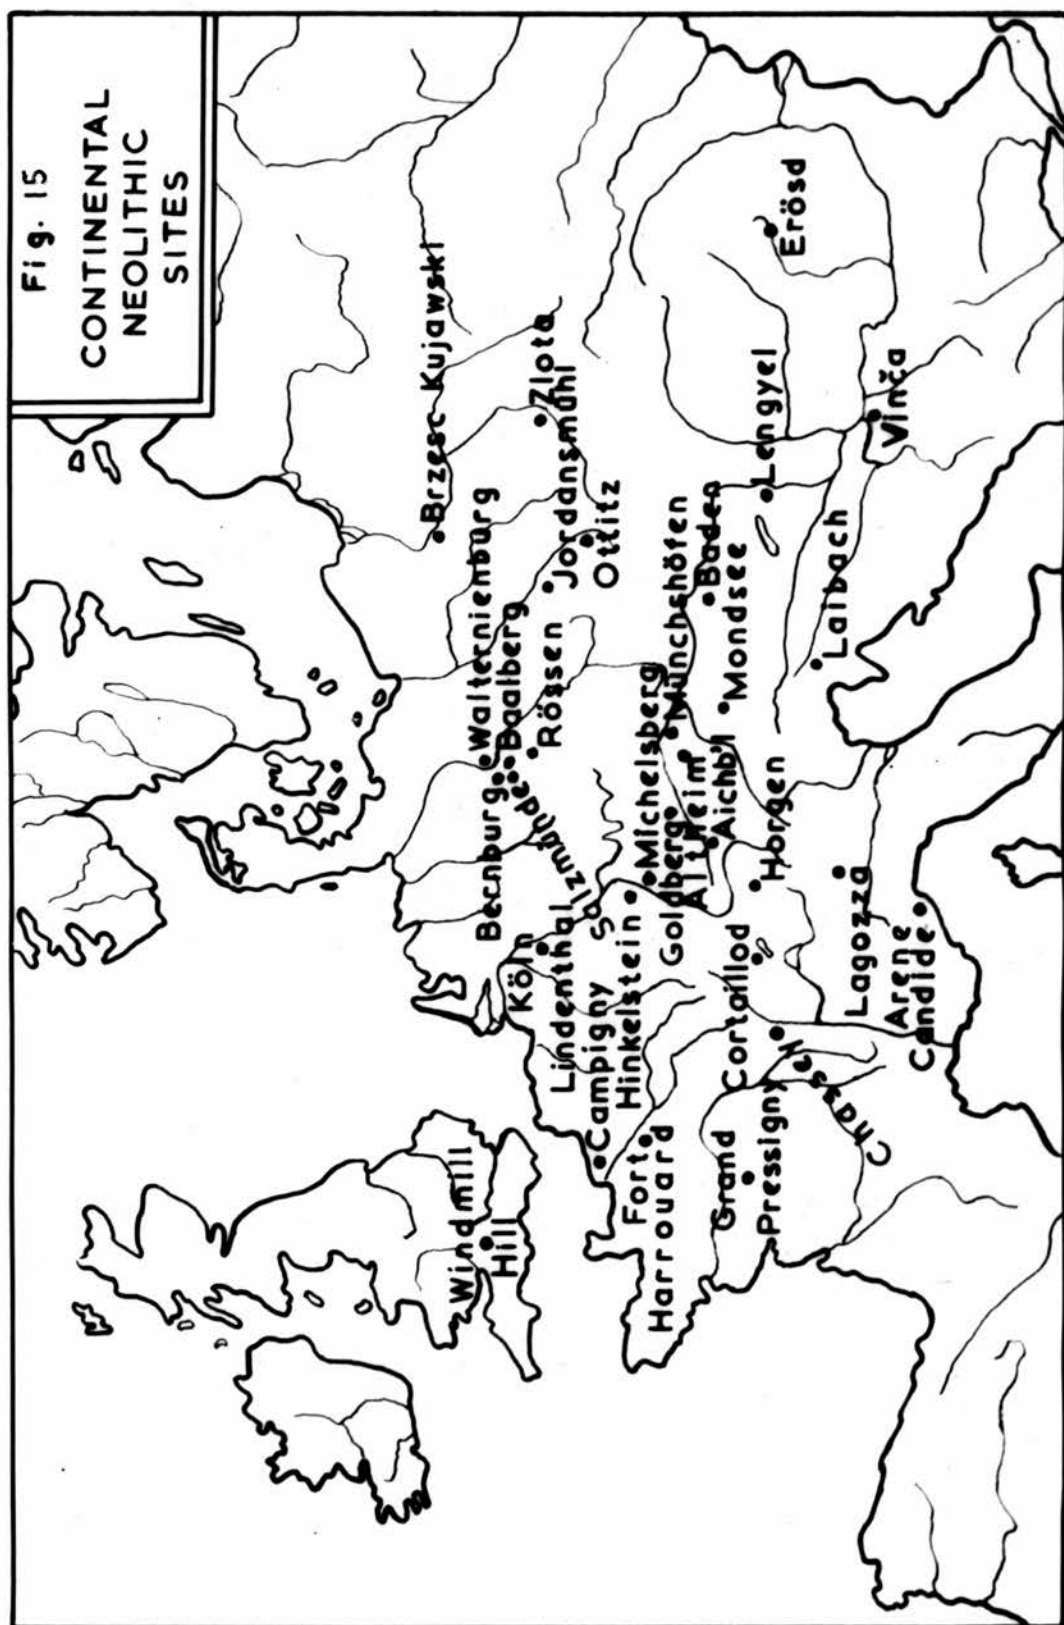 Fig. 15
CONTINENTAL
NEOLITHIC
SITES
Windmill
Hill
Brzesc Kujawski
Walternienburg
Bernburg
Baalberg
Salzmünde
Rössen
Zlota
Jordansmühl
Ottitz
Köln
Lindenthal
Campigny
Hinkelstein
Michelsberg
Goldberg
Altheim
Münchshöfen
Aichbül
Fort
Harrouard
Grand
Pressigny
Cortaillod
Horgen
Mondsee
Baden
Lengyel
Erösd
Chassey
Lagozza
Arene
Candide
Laibach
Vinča